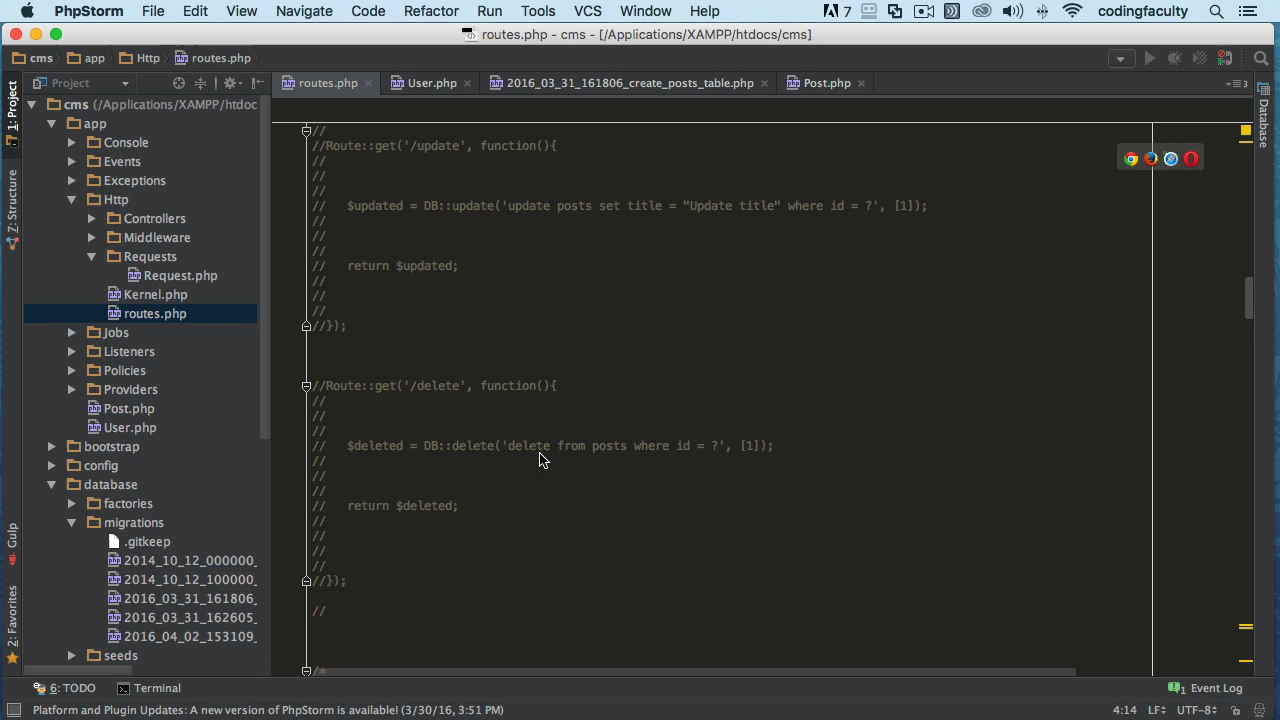 PhpStorm File Edit View Navigate Code Refactor Run Tools VCS Window Help 7 codingfaculty
routes.php - cms - [/Applications/XAMPP/htdocs/cms]
cms app Http routes.php
1: Project
Z: Structure
Gulp
2: Favorites
Project
cms (/Applications/XAMPP/htdoc
app
Console
Events
Exceptions
Http
Controllers
Middleware
Requests
Request.php
Kernel.php
routes.php
Jobs
Listeners
Policies
Providers
Post.php
User.php
bootstrap
config
database
factories
migrations
.gitkeep
2014_10_12_000000_
2014_10_12_100000_
2016_03_31_161806_
2016_03_31_162605_
2016_04_02_153109_
seeds
routes.php User.php 2016_03_31_161806_create_posts_table.php Post.php
3
//
//Route::get('/update', function(){
//
//
//
//   $updated = DB::update('update posts set title = "Update title" where id = ?', [1]);
//
//
//
//   return $updated;
//
//
//
//});
//Route::get('/delete', function(){
//
//
//
//   $deleted = DB::delete('delete from posts where id = ?', [1]);
//
//
//
//   return $deleted;
//
//
//
//
//});
//
/*
Database
6: TODO Terminal 1 Event Log
Platform and Plugin Updates: A new version of PhpStorm is available! (3/30/16, 3:51 PM) 4:14 LF UTF-8